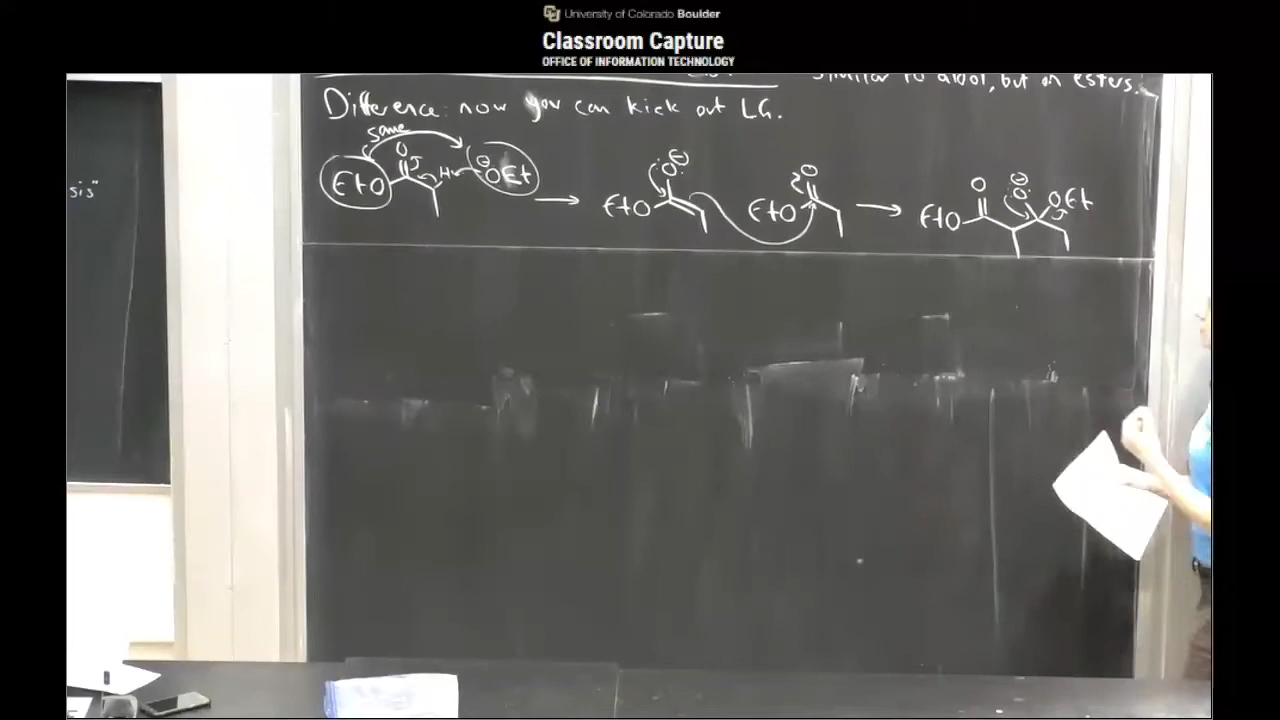 University of Colorado Boulder
Classroom Capture
OFFICE OF INFORMATION TECHNOLOGY
similar to aldol, but on esters.
Difference: now you can kick out LG.
same
EtO O H ⊖OEt
EtO O⊖ EtO O
EtO O O⊖ OEt
sis"